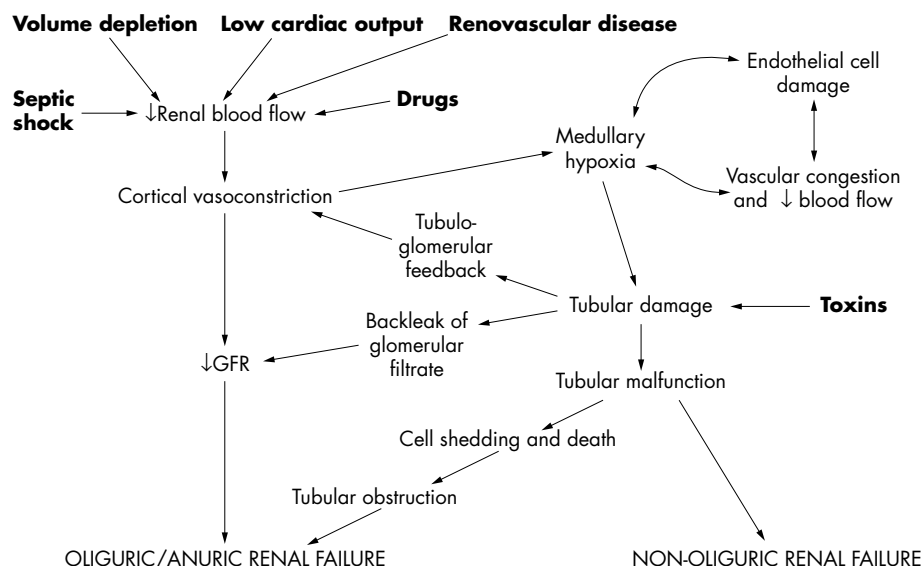 Volume depletion
Low cardiac output
Renovascular disease
Endothelial cell
damage
Septic
shock
↓Renal blood flow
Drugs
Medullary
hypoxia
Vascular congestion
and ↓ blood flow
Cortical vasoconstriction
Tubulo-
glomerular
feedback
Tubular damage
Toxins
Backleak of
glomerular
filtrate
↓GFR
Tubular malfunction
Cell shedding and death
Tubular obstruction
OLIGURIC/ANURIC RENAL FAILURE
NON-OLIGURIC RENAL FAILURE